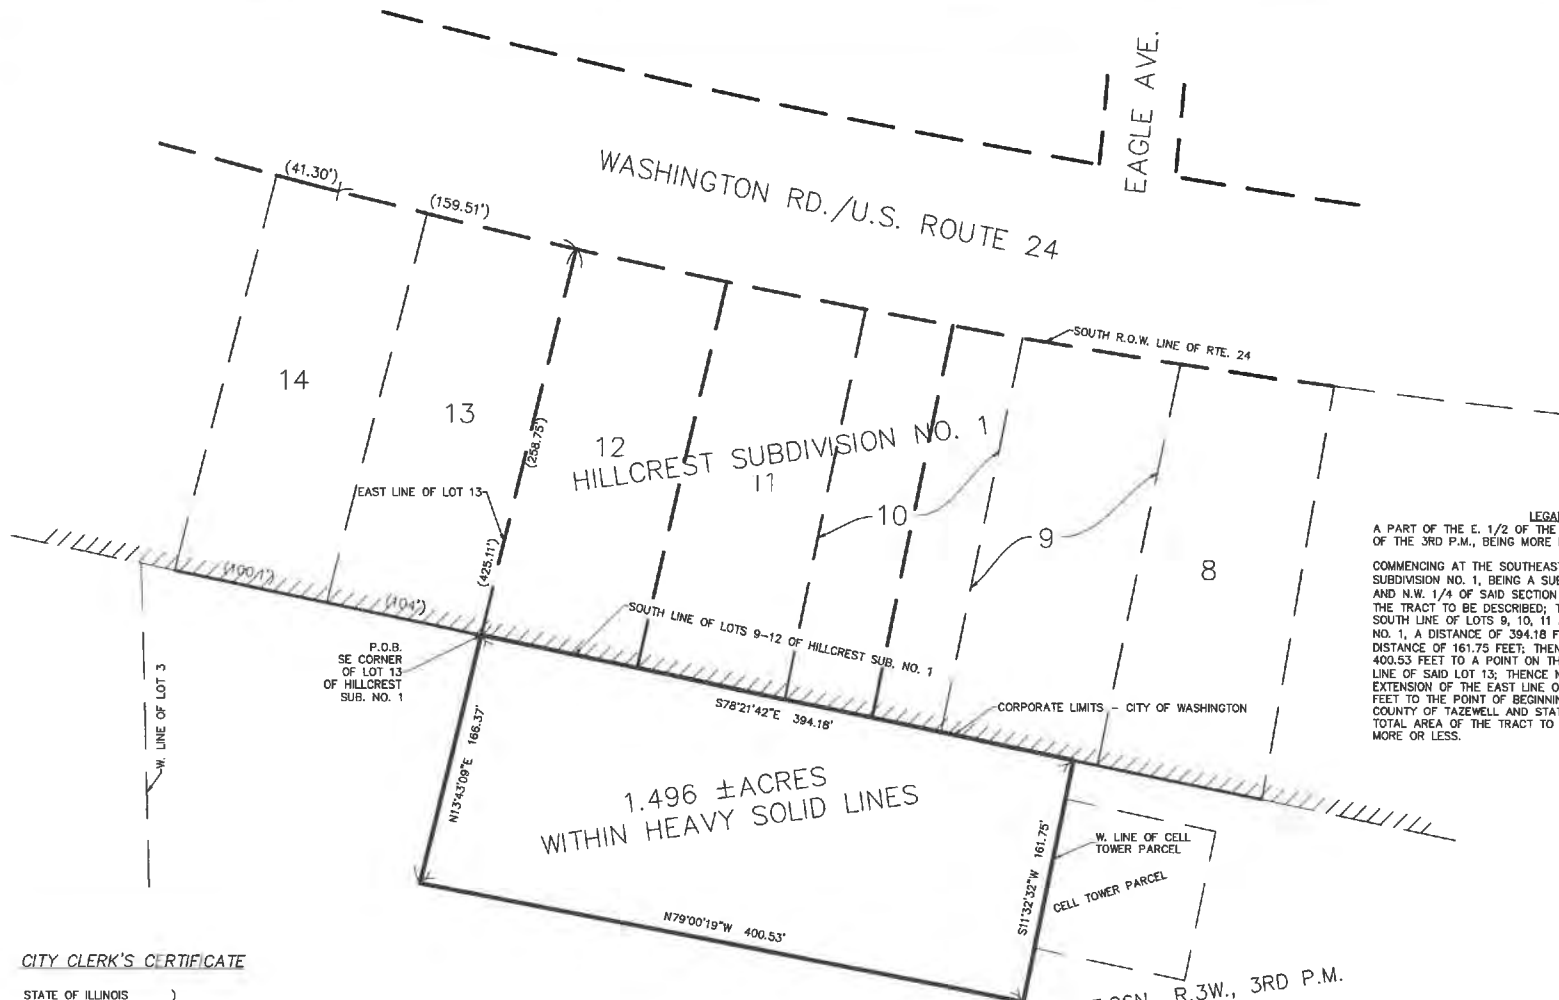 EAGLE AVE.
WASHINGTON RD./U.S. ROUTE 24
(41.30')
(159.51')
SOUTH R.O.W. LINE OF RTE. 24
14
13
12
HILLCREST SUBDIVISION NO. 1
11
10
9
8
(258.75')
EAST LINE OF LOT 13
(425.11')
(104')
SOUTH LINE OF LOTS 9-12 OF HILLCREST SUB. NO. 1
P.O.B.
SE CORNER
OF LOT 13
OF HILLCREST
SUB. NO. 1
W. LINE OF LOT 3
S78°21'42"E 394.18'
CORPORATE LIMITS - CITY OF WASHINGTON
N13°43'09"E 166.37'
1.496 ±ACRES
WITHIN HEAVY SOLID LINES
S11°32'32"W 161.75'
W. LINE OF CELL
TOWER PARCEL
CELL TOWER PARCEL
N79°00'19"W 400.53'
R.3W., 3RD P.M.
A PART OF THE E. 1/2 OF THE
OF THE 3RD P.M., BEING MORE
COMMENCING AT THE SOUTHEAST
SUBDIVISION NO. 1, BEING A
AND N.W. 1/4 OF SAID SECTION
THE TRACT TO BE DESCRIBED;
SOUTH LINE OF LOTS 9, 10, 11
NO. 1, A DISTANCE OF 394.18
DISTANCE OF 161.75 FEET;
400.53 FEET TO A POINT ON
LINE OF SAID LOT 13; THENCE
EXTENSION OF THE EAST LINE
FEET TO THE POINT OF
COUNTY OF TAZEWELL AND
TOTAL AREA OF THE TRACT TO
MORE OR LESS.
CITY CLERK'S CERTIFICATE
STATE OF ILLINOIS )